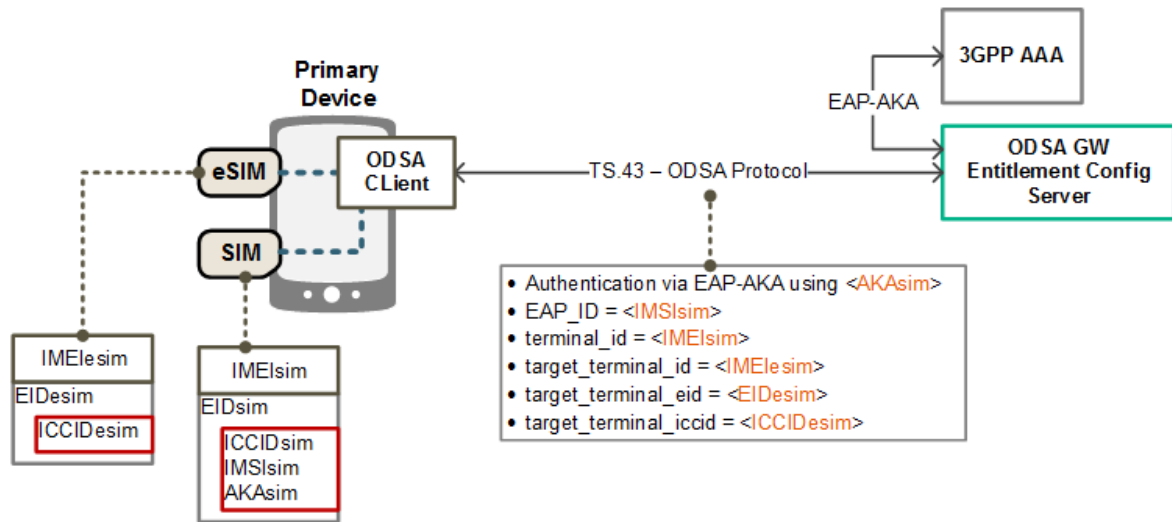 Primary
Device
eSIM
SIM
ODSA
CLient
TS.43 – ODSA Protocol
EAP-AKA
3GPP AAA
ODSA GW
Entitlement Config
Server
IMEIesim
EIDesim
ICCIDesim
IMEIsim
EIDsim
ICCIDsim
IMSIsim
AKAsim
• Authentication via EAP-AKA using <AKAsim>
• EAP_ID = <IMSIsim>
• terminal_id = <IMEIsim>
• target_terminal_id = <IMEIesim>
• target_terminal_eid = <EIDesim>
• target_terminal_iccid = <ICCIDesim>